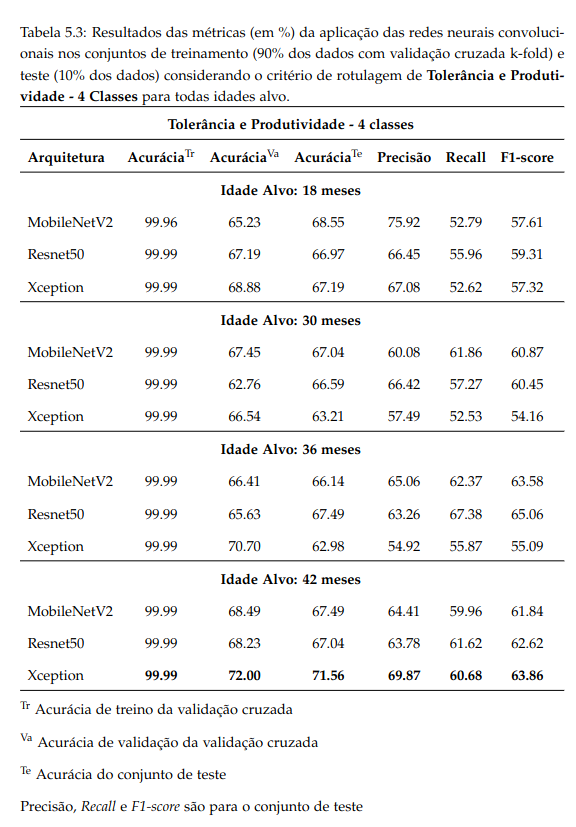 Tabela 5.3: Resultados das métricas (em %) da aplicação das redes neurais convoluci-
onais nos conjuntos de treinamento (90% dos dados com validação cruzada k-fold) e
teste (10% dos dados) considerando o critério de rotulagem de Tolerância e Produti-
vidade - 4 Classes para todas idades alvo.
Tolerância e Produtividade - 4 classes
Arquitetura Acurácia^Tr Acurácia^Va Acurácia^Te Precisão Recall F1-score
Idade Alvo: 18 meses
MobileNetV2 99.96 65.23 68.55 75.92 52.79 57.61
Resnet50 99.99 67.19 66.97 66.45 55.96 59.31
Xception 99.99 68.88 67.19 67.08 52.62 57.32
Idade Alvo: 30 meses
MobileNetV2 99.99 67.45 67.04 60.08 61.86 60.87
Resnet50 99.99 62.76 66.59 66.42 57.27 60.45
Xception 99.99 66.54 63.21 57.49 52.53 54.16
Idade Alvo: 36 meses
MobileNetV2 99.99 66.41 66.14 65.06 62.37 63.58
Resnet50 99.99 65.63 67.49 63.26 67.38 65.06
Xception 99.99 70.70 62.98 54.92 55.87 55.09
Idade Alvo: 42 meses
MobileNetV2 99.99 68.49 67.49 64.41 59.96 61.84
Resnet50 99.99 68.23 67.04 63.78 61.62 62.62
Xception 99.99 72.00 71.56 69.87 60.68 63.86
Tr Acurácia de treino da validação cruzada
Va Acurácia de validação da validação cruzada
Te Acurácia do conjunto de teste
Precisão, Recall e F1-score são para o conjunto de teste